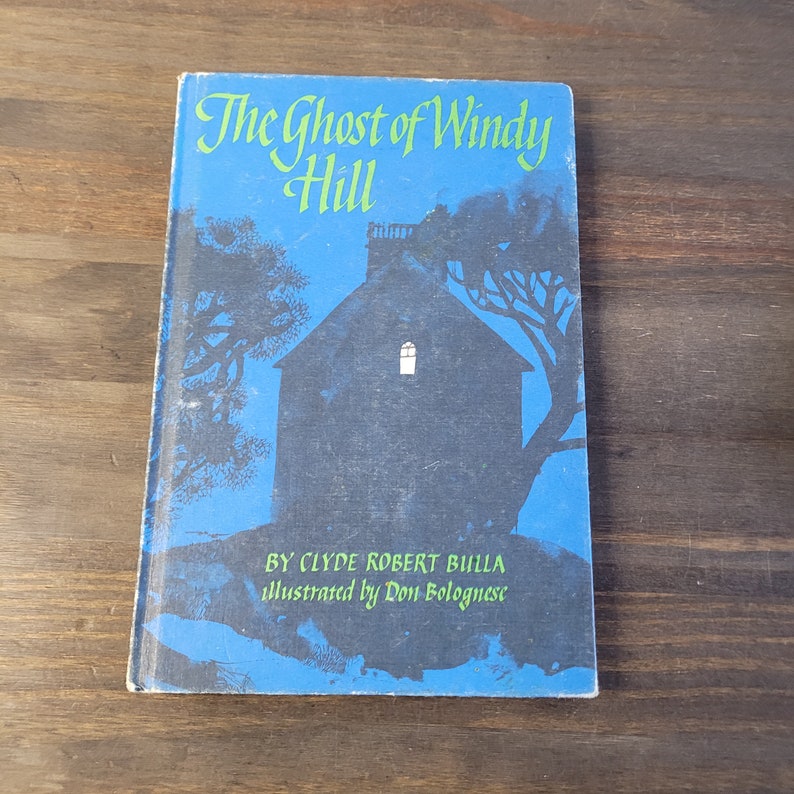 The Ghost of Windy
Hill
BY CLYDE ROBERT BULLA
illustrated by Don Bolognese